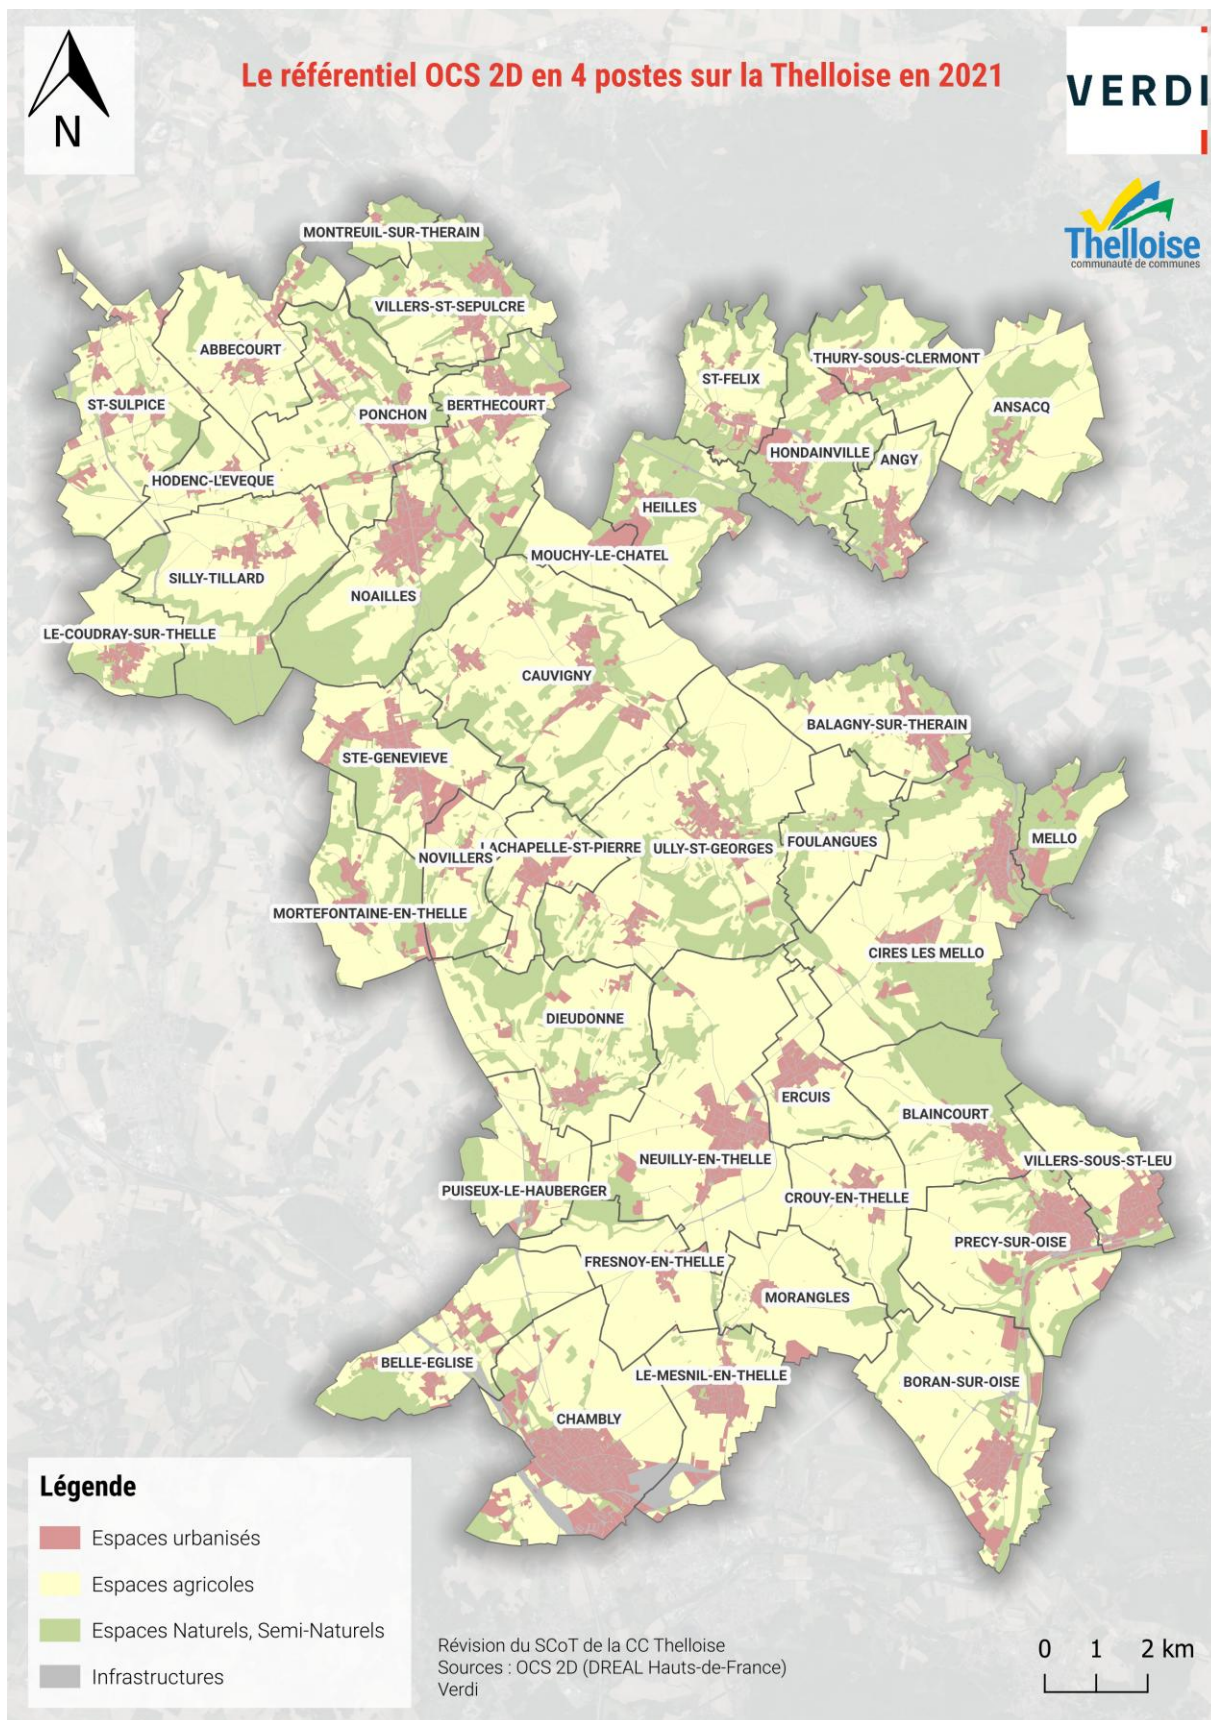 Le référentiel OCS 2D en 4 postes sur la Thelloise en 2021
N
VERDI
Thelloise
communauté de communes
MONTREUIL-SUR-THERAIN
VILLERS-ST-SEPULCRE
ABBECOURT
THURY-SOUS-CLERMONT
ST-FELIX
ST-SULPICE
PONCHON
BERTHECOURT
ANSACQ
HONDAINVILLE
ANGY
HODENC-L'EVEQUE
HEILLES
MOUCHY-LE-CHATEL
SILLY-TILLARD
NOAILLES
LE-COUDRAY-SUR-THELLE
CAUVIGNY
BALAGNY-SUR-THERAIN
STE-GENEVIEVE
MELLO
FOULANGUES
LACHAPELLE-ST-PIERRE
ULLY-ST-GEORGES
NOVILLERS
MORTEFONTAINE-EN-THELLE
CIRES LES MELLO
DIEUDONNE
ERCUIS
BLAINCOURT
NEUILLY-EN-THELLE
VILLERS-SOUS-ST-LEU
PUISEUX-LE-HAUBERGER
CROUY-EN-THELLE
PRECY-SUR-OISE
FRESNOY-EN-THELLE
MORANGLES
BELLE-EGLISE
LE-MESNIL-EN-THELLE
BORAN-SUR-OISE
CHAMBLY
Légende
Espaces urbanisés
Espaces agricoles
Espaces Naturels, Semi-Naturels
Infrastructures
Révision du SCoT de la CC Thelloise
Sources : OCS 2D (DREAL Hauts-de-France)
Verdi
0 1 2 km